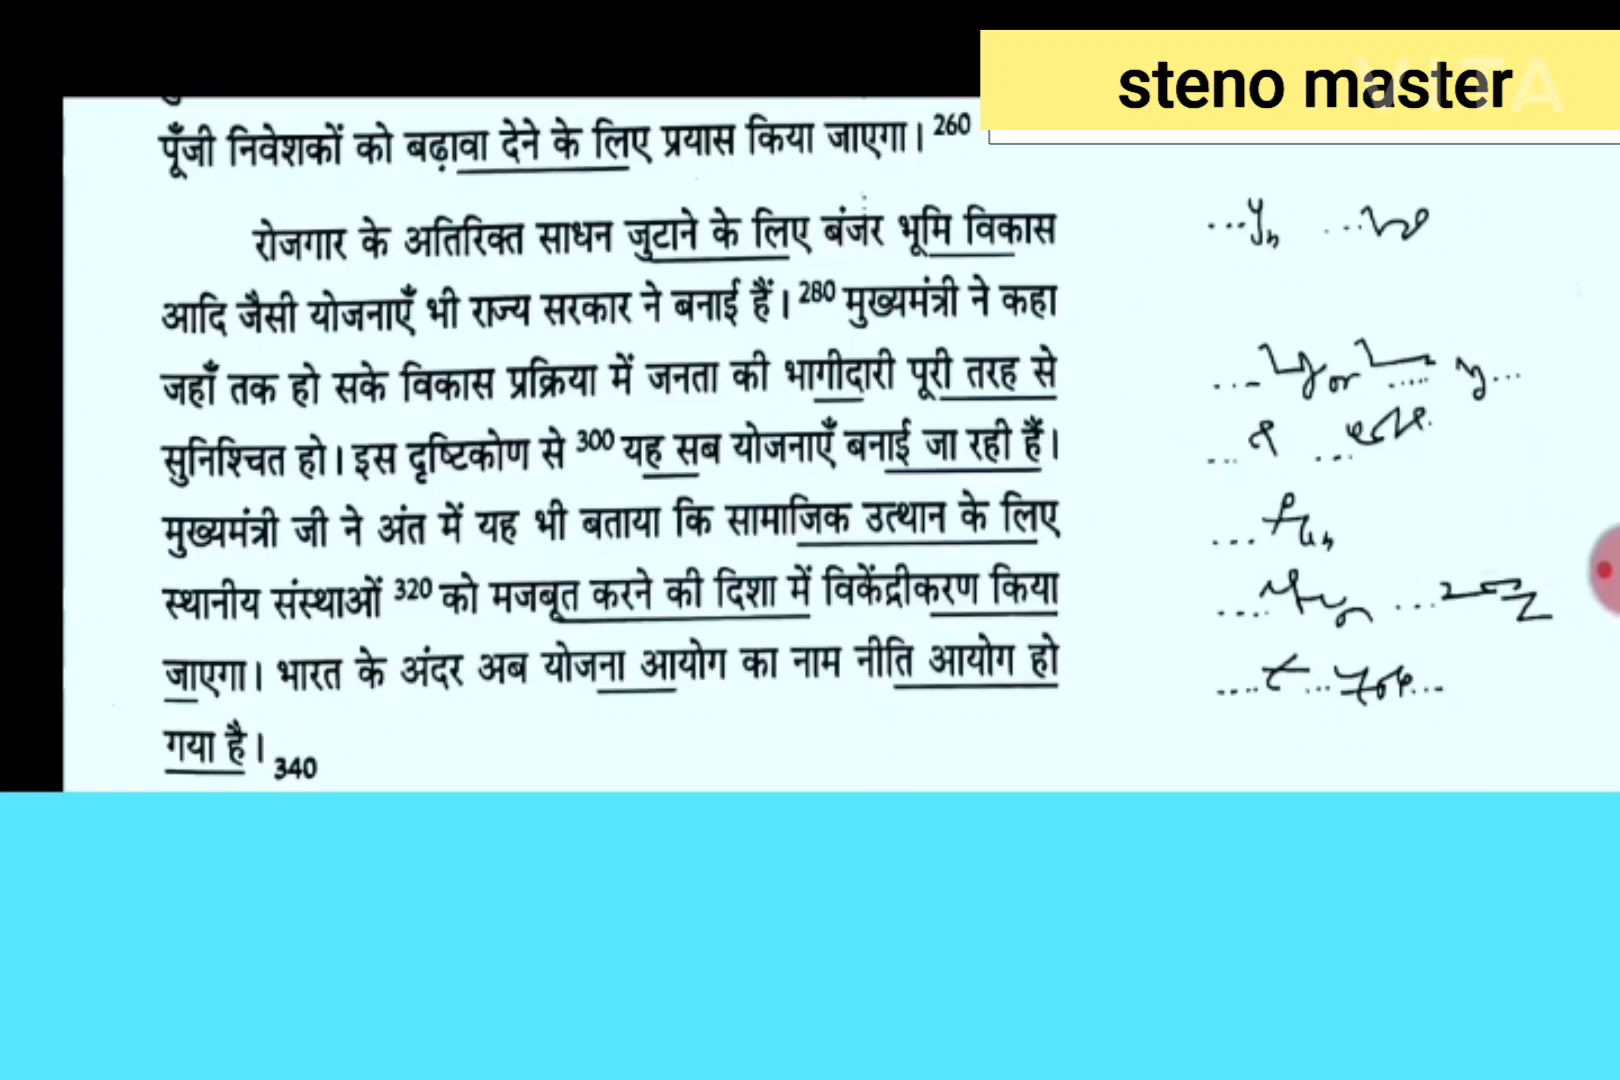 steno master
VITA
पूँजी निवेशकों को बढ़ावा देने के लिए प्रयास किया जाएगा। 260
रोजगार के अतिरिक्त साधन जुटाने के लिए बंजर भूमि विकास
आदि जैसी योजनाएँ भी राज्य सरकार ने बनाई हैं। 280 मुख्यमंत्री ने कहा
जहाँ तक हो सके विकास प्रक्रिया में जनता की भागीदारी पूरी तरह से
or
सुनिश्चित हो। इस दृष्टिकोण से 300 यह सब योजनाएँ बनाई जा रही हैं।
मुख्यमंत्री जी ने अंत में यह भी बताया कि सामाजिक उत्थान के लिए
स्थानीय संस्थाओं 320 को मजबूत करने की दिशा में विकेंद्रीकरण किया
जाएगा। भारत के अंदर अब योजना आयोग का नाम नीति आयोग हो
गया है। 340